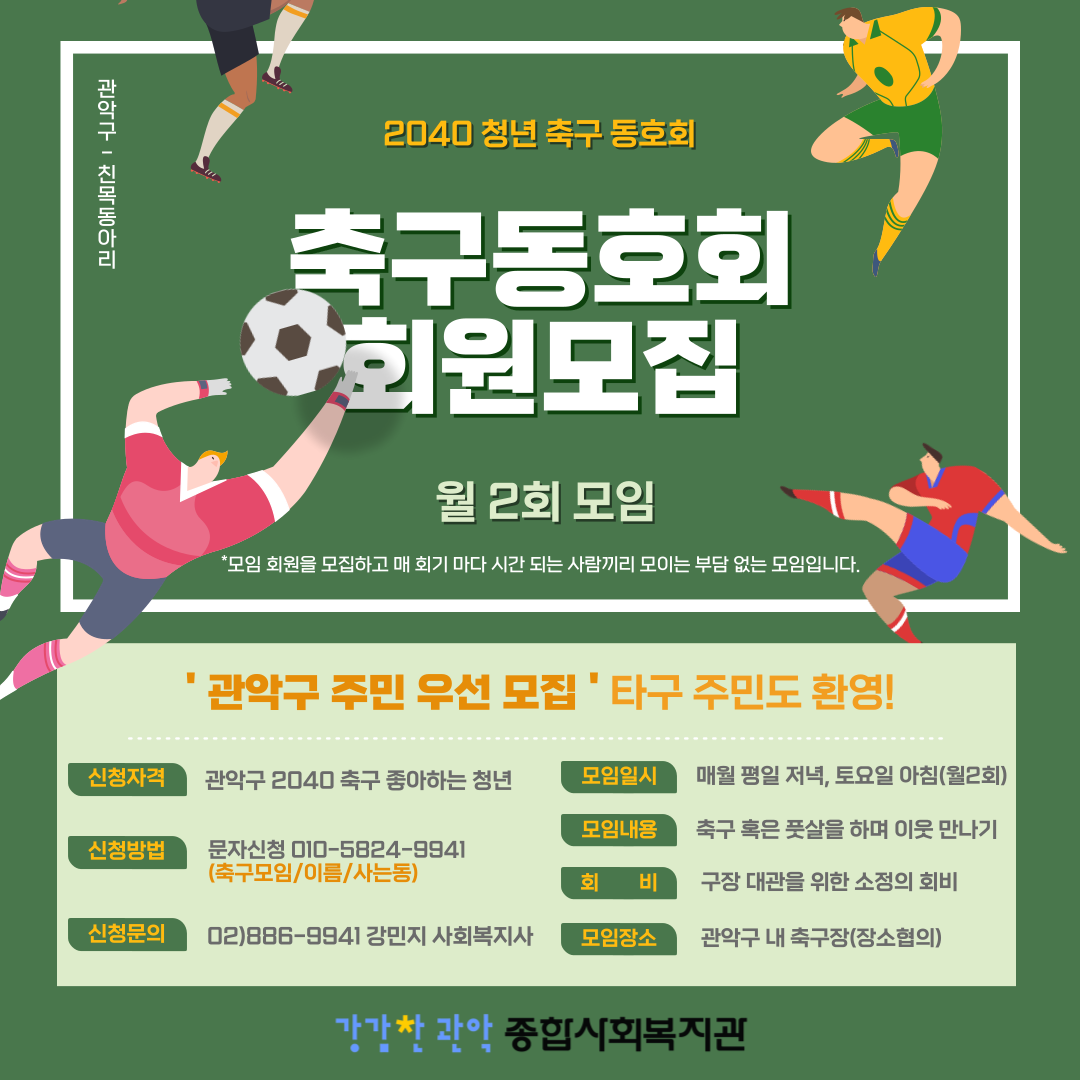 관악구 - 친목동아리
2040 청년 축구 동호회
축구동호회
회원모집
월 2회 모임
*모임 회원을 모집하고 매 회기 마다 시간 되는 사람끼리 모이는 부담 없는 모임입니다.
' 관악구 주민 우선 모집 ' 타구 주민도 환영!
신청자격 관악구 2040 축구 좋아하는 청년
신청방법 문자신청 010-5824-9941
(축구모임/이름/사는동)
신청문의 02)886-9941 강민지 사회복지사
모임일시 매월 평일 저녁, 토요일 아침(월2회)
모임내용 축구 혹은 풋살을 하며 이웃 만나기
회 비 구장 대관을 위한 소정의 회비
모임장소 관악구 내 축구장(장소협의)
강감찬 관악 종합사회복지관